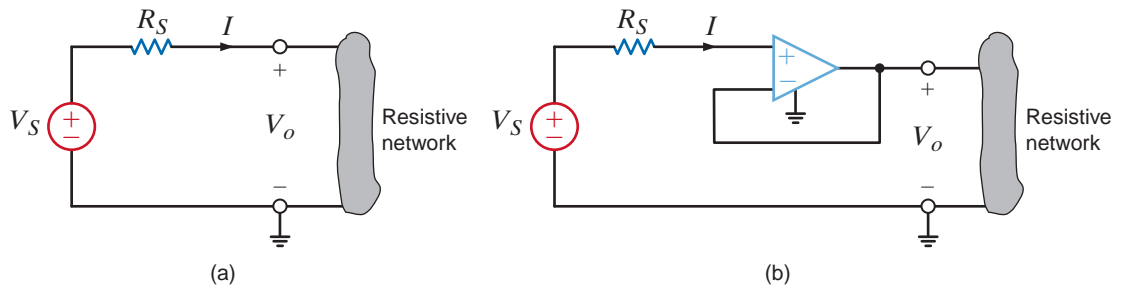 R_S I
+
V_S + − V_o Resistive
network
−
(a)
R_S I
+
−
+
V_S + − V_o Resistive
network
−
(b)